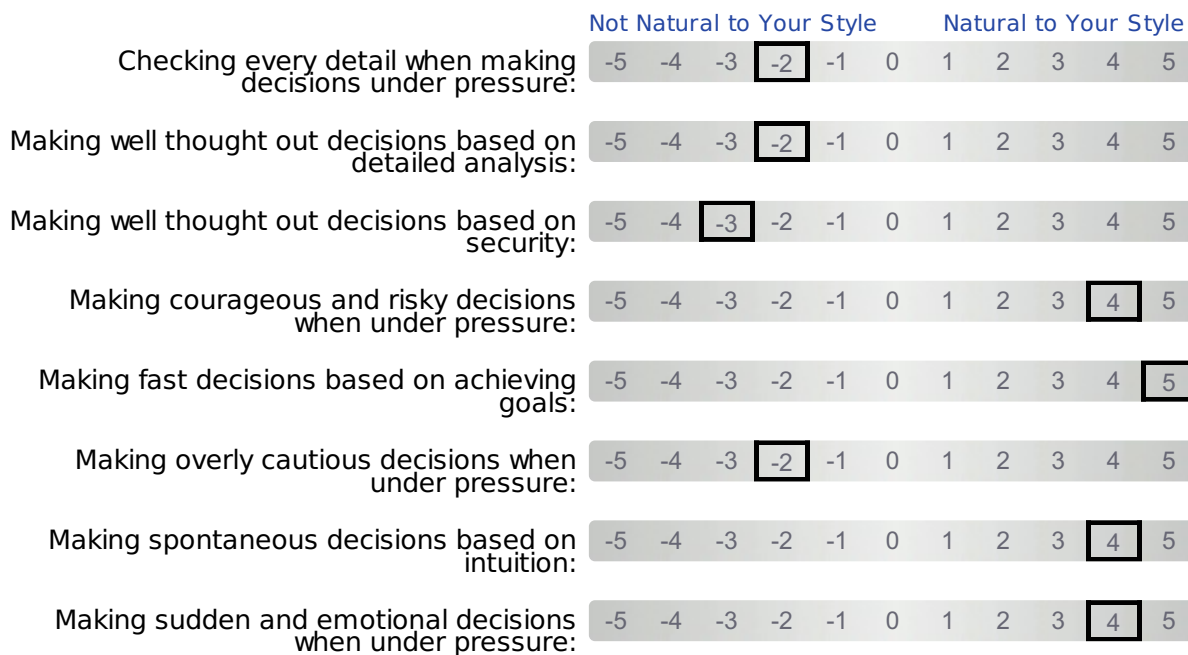 Not Natural to Your Style Natural to Your Style
Checking every detail when making
decisions under pressure:
-5 -4 -3 -2 -1 0 1 2 3 4 5
Making well thought out decisions based on
detailed analysis:
-5 -4 -3 -2 -1 0 1 2 3 4 5
Making well thought out decisions based on
security:
-5 -4 -3 -2 -1 0 1 2 3 4 5
Making courageous and risky decisions
when under pressure:
-5 -4 -3 -2 -1 0 1 2 3 4 5
Making fast decisions based on achieving
goals:
-5 -4 -3 -2 -1 0 1 2 3 4 5
Making overly cautious decisions when
under pressure:
-5 -4 -3 -2 -1 0 1 2 3 4 5
Making spontaneous decisions based on
intuition:
-5 -4 -3 -2 -1 0 1 2 3 4 5
Making sudden and emotional decisions
when under pressure:
-5 -4 -3 -2 -1 0 1 2 3 4 5